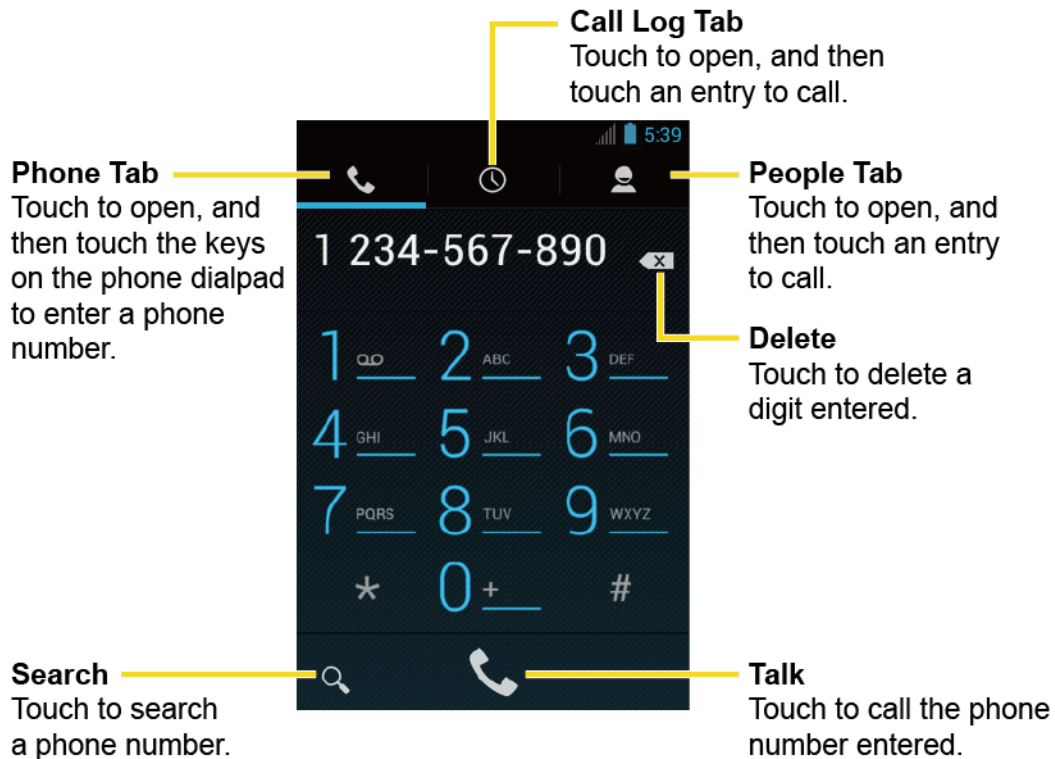 Call Log Tab
Touch to open, and then
touch an entry to call.
Phone Tab
Touch to open, and
then touch the keys
on the phone dialpad
to enter a phone
number.
5:39
People Tab
Touch to open, and
then touch an entry
to call.
1 234-567-890
Delete
Touch to delete a
digit entered.
1 2 ABC 3 DEF
4 GHI 5 JKL 6 MNO
7 PQRS 8 TUV 9 WXYZ
* 0 + #
Search
Touch to search
a phone number.
Talk
Touch to call the phone
number entered.